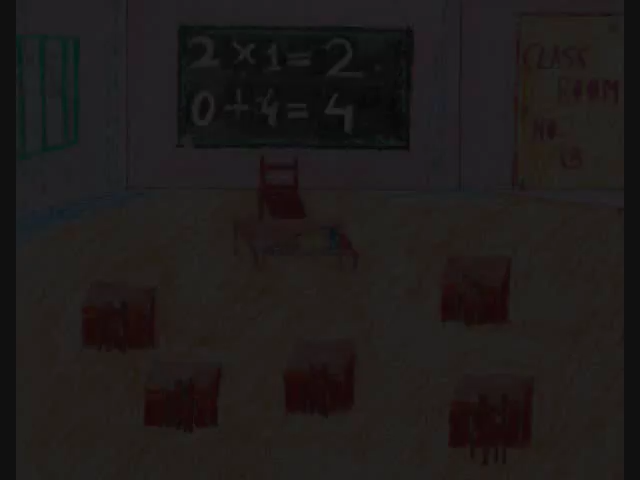 2 × 1 = 2
0 + 4 = 4
CLASS
ROOM
NO.